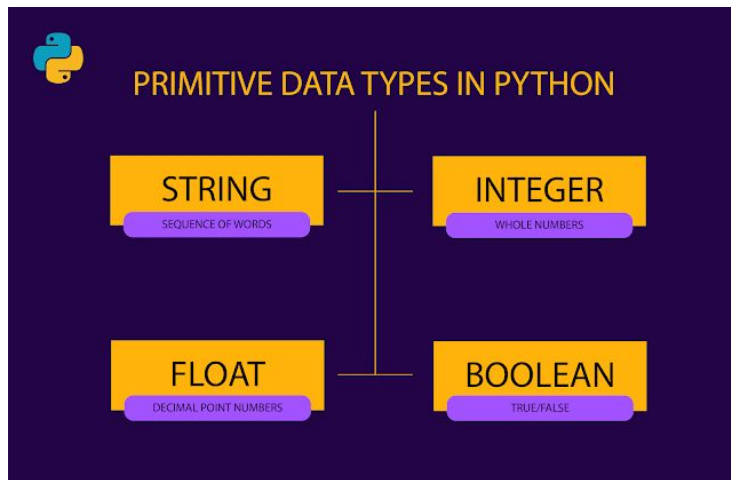 PRIMITIVE DATA TYPES IN PYTHON
STRING
SEQUENCE OF WORDS
INTEGER
WHOLE NUMBERS
FLOAT
DECIMAL POINT NUMBERS
BOOLEAN
TRUE/FALSE